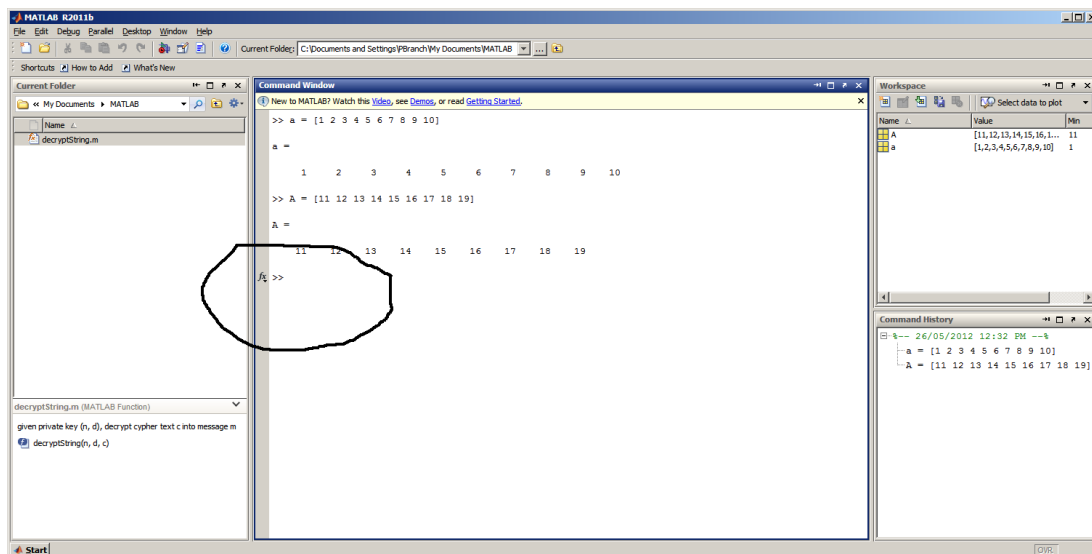 MATLAB R2011b
File Edit Debug Parallel Desktop Window Help
Current Folder: C:\Documents and Settings\PBranch\My Documents\MATLAB
Shortcuts How to Add What's New
Current Folder
« My Documents MATLAB
Name
decryptString.m
decryptString.m (MATLAB Function)
given private key (n, d), decrypt cypher text c into message m
decryptString(n, d, c)
Command Window
New to MATLAB? Watch this Video, see Demos, or read Getting Started.
>> a = [1 2 3 4 5 6 7 8 9 10]
a =
1 2 3 4 5 6 7 8 9 10
>> A = [11 12 13 14 15 16 17 18 19]
A =
11 12 13 14 15 16 17 18 19
fx >>
Workspace
Select data to plot
Name Value Min
A [11,12,13,14,15,16,1... 11
a [1,2,3,4,5,6,7,8,9,10] 1
Command History
%-- 26/05/2012 12:32 PM --%
a = [1 2 3 4 5 6 7 8 9 10]
A = [11 12 13 14 15 16 17 18 19]
Start
OVR